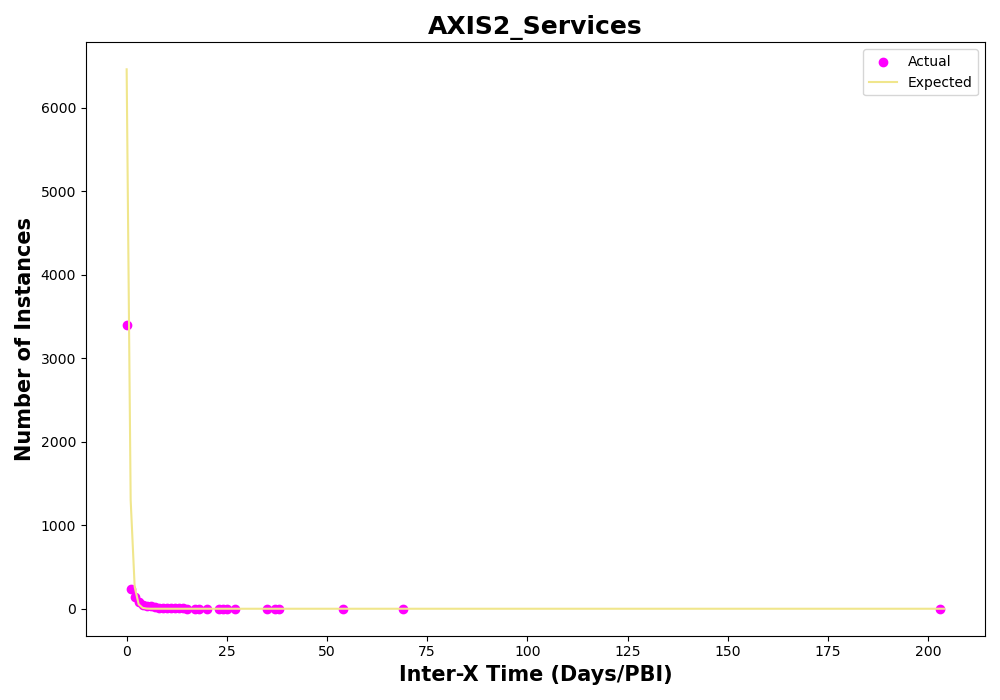 AXIS2_Services
Actual
Expected
Number of Instances
6000
5000
4000
3000
2000
1000
0
0 25 50 75 100 125 150 175 200
Inter-X Time (Days/PBI)